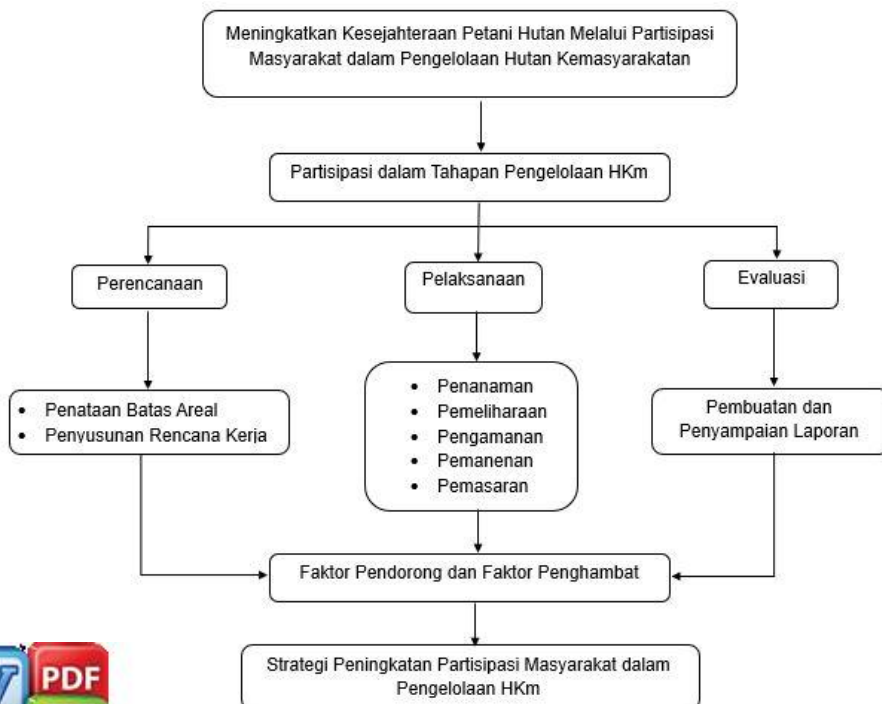 Meningkatkan Kesejahteraan Petani Hutan Melalui Partisipasi
Masyarakat dalam Pengelolaan Hutan Kemasyarakatan
Partisipasi dalam Tahapan Pengelolaan HKm
Perencanaan
Pelaksanaan
Evaluasi
• Penataan Batas Areal
• Penyusunan Rencana Kerja
• Penanaman
• Pemeliharaan
• Pengamanan
• Pemanenan
• Pemasaran
Pembuatan dan
Penyampaian Laporan
Faktor Pendorong dan Faktor Penghambat
Strategi Peningkatan Partisipasi Masyarakat dalam
Pengelolaan HKm
PDF